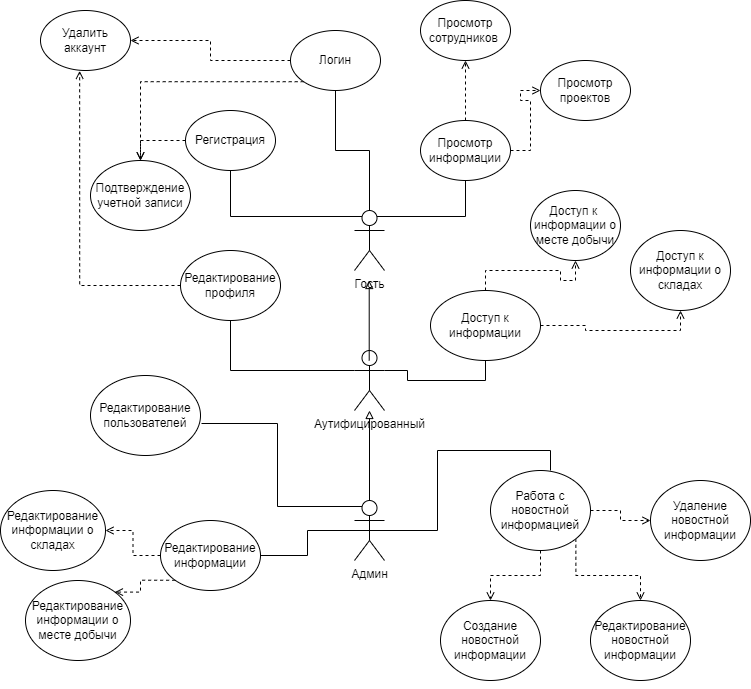 Удалить
аккаунт
Логин
Просмотр
сотрудников
Просмотр
проектов
Регистрация
Просмотр
информации
Подтверждение
учетной записи
Доступ к
информации о
месте добычи
Доступ к
информации о
складах
Гость
Редактирование
профиля
Доступ к
информации
Редактирование
пользователей
Аутифицированный
Работа с
новостной
информацией
Удаление
новостной
информации
Редактирование
информации о
складах
Редактирование
информации
Админ
Редактирование
информации о
месте добычи
Создание
новостной
информации
Редактирование
новостной
информации